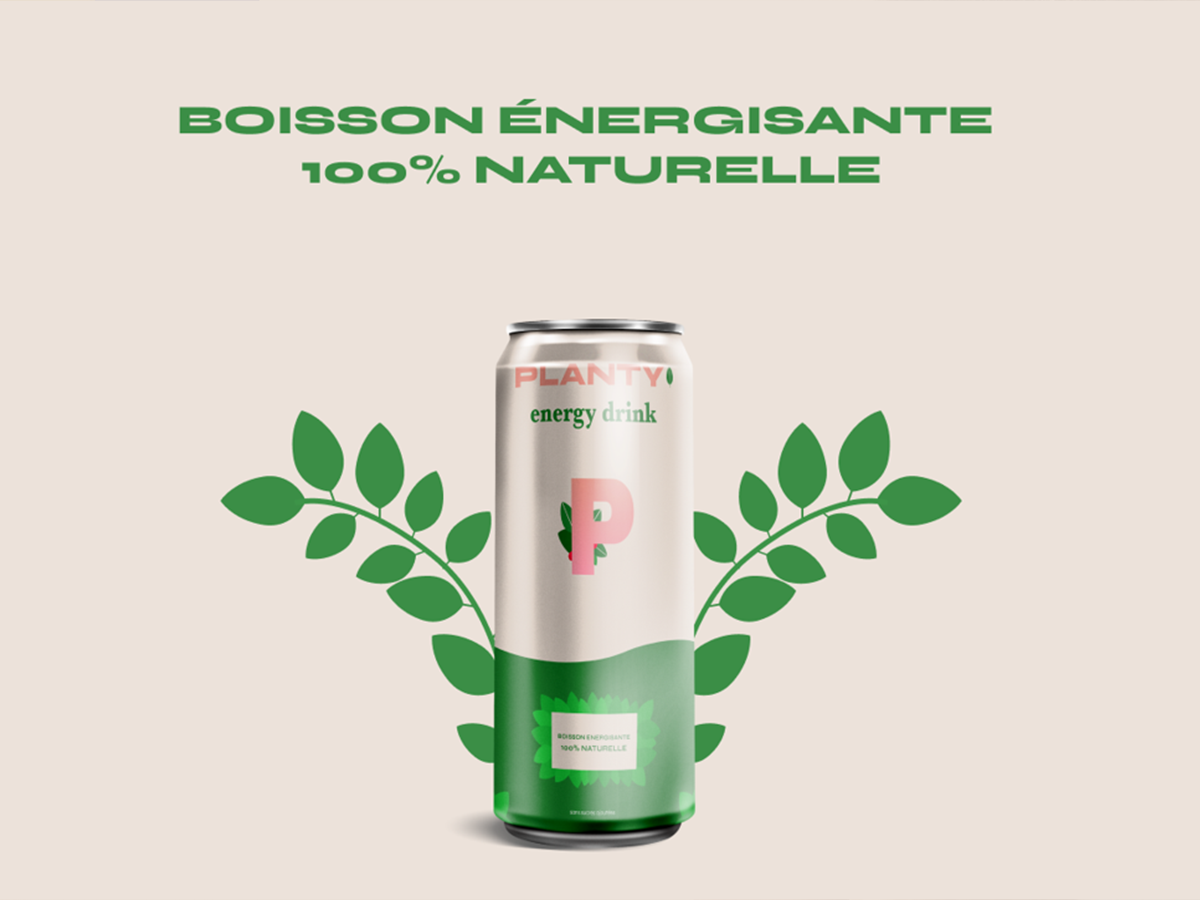 BOISSON ÉNERGISANTE
100% NATURELLE
PLANTY
energy drink
P
BOISSON ÉNERGISANTE
100% NATURELLE